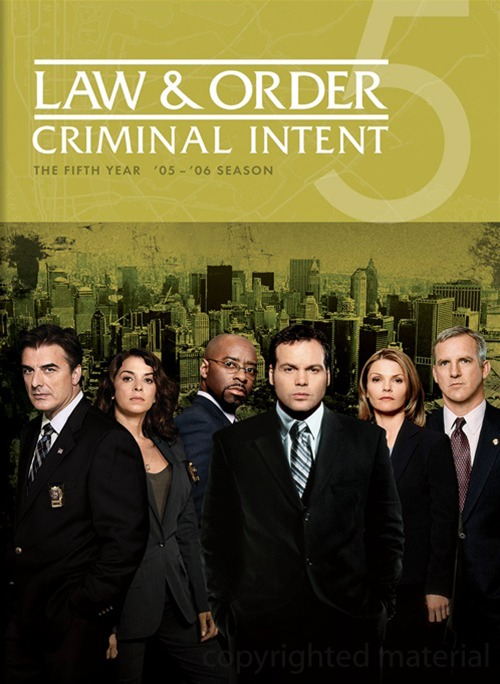 5
LAW & ORDER
CRIMINAL INTENT
THE FIFTH YEAR '05 – '06 SEASON
copyrighted material